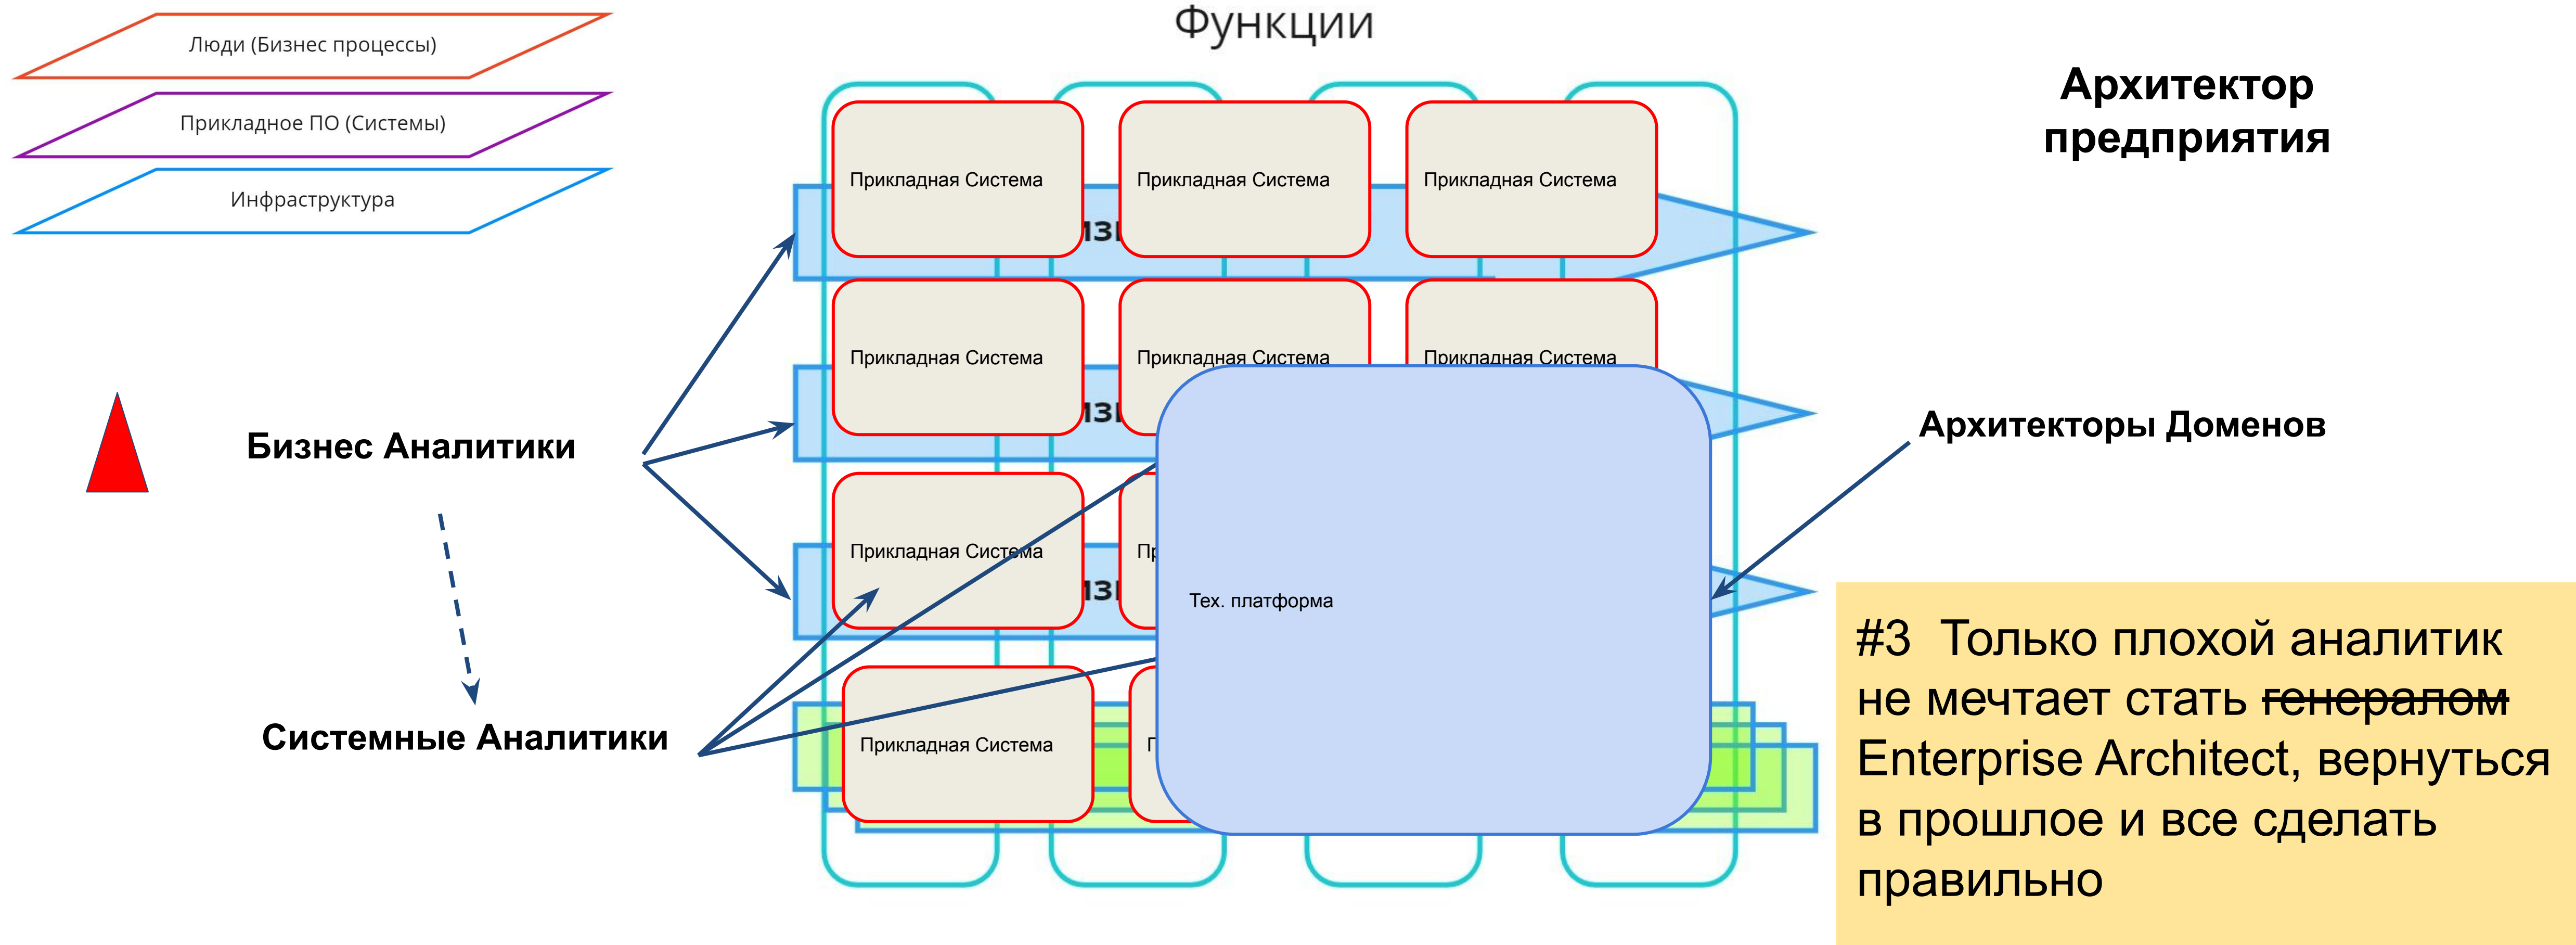 Функции
Люди (Бизнес процессы)
Прикладное ПО (Системы)
Инфраструктура
Архитектор
предприятия
Прикладная Система
Прикладная Система
Прикладная Система
Прикладная Система
Прикладная Система
Прикладная Система
Бизнес Аналитики
Архитекторы Доменов
Прикладная Система
Тех. платформа
Системные Аналитики
Прикладная Система
#3 Только плохой аналитик
не мечтает стать генералом
Enterprise Architect, вернуться
в прошлое и все сделать
правильно